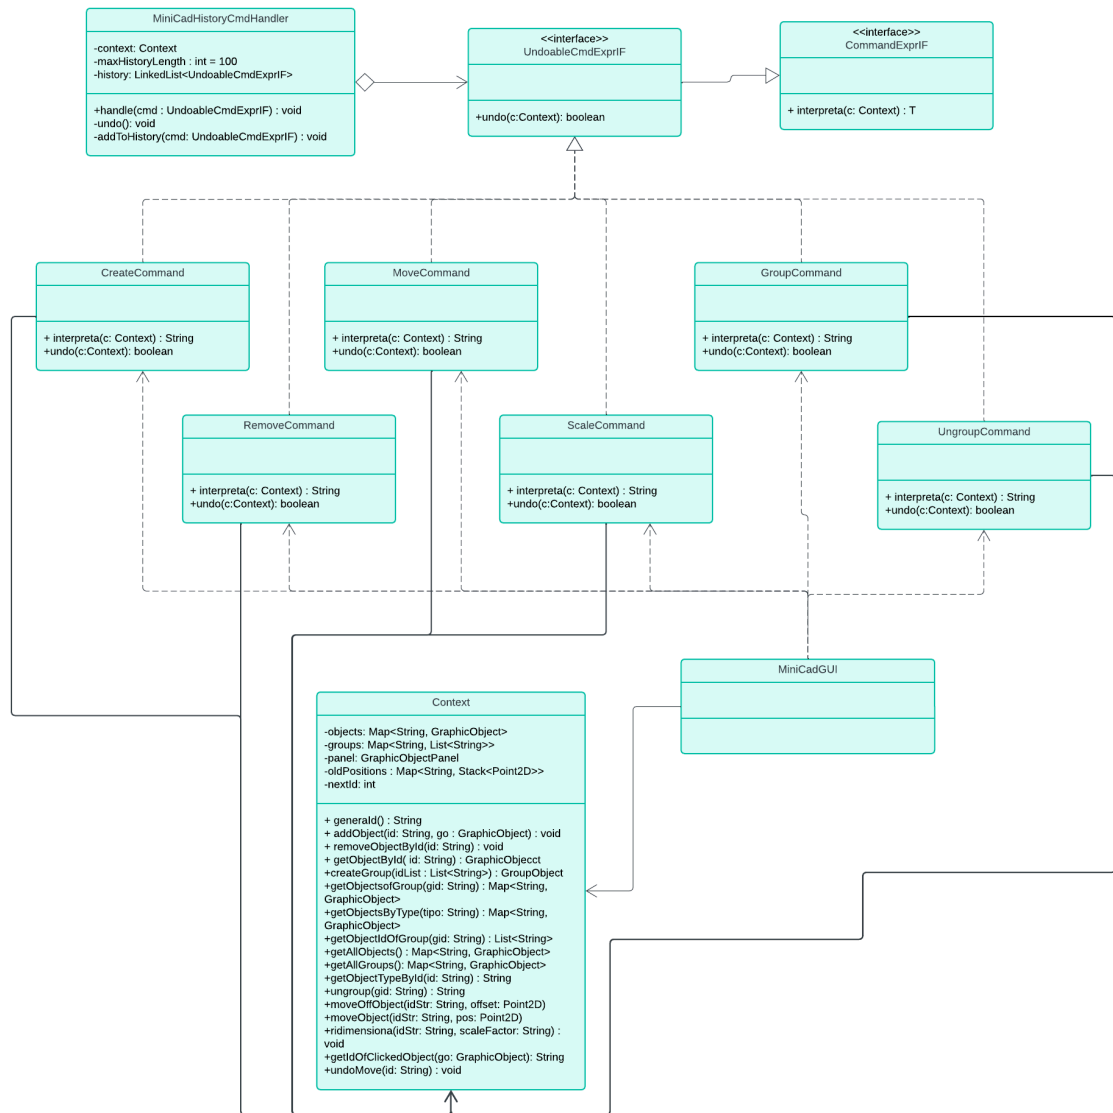 MiniCadHistoryCmdHandler
-context: Context
-maxHistoryLength : int = 100
-history: LinkedList<UndoableCmdExprIF>
+handle(cmd : UndoableCmdExprIF) : void
-undo(): void
-addToHistory(cmd: UndoableCmdExprIF) : void
<<interface>>
UndoableCmdExprIF
+undo(c:Context): boolean
<<interface>>
CommandExprIF
+ interpreta(c: Context) : T
CreateCommand
+ interpreta(c: Context) : String
+undo(c:Context): boolean
MoveCommand
+ interpreta(c: Context) : String
+undo(c:Context): boolean
GroupCommand
+ interpreta(c: Context) : String
+undo(c:Context): boolean
RemoveCommand
+ interpreta(c: Context) : String
+undo(c:Context): boolean
ScaleCommand
+ interpreta(c: Context) : String
+undo(c:Context): boolean
UngroupCommand
+ interpreta(c: Context) : String
+undo(c:Context): boolean
MiniCadGUI
Context
-objects: Map<String, GraphicObject>
-groups: Map<String, List<String>>
-panel: GraphicObjectPanel
-oldPositions : Map<String, Stack<Point2D>>
-nextId: int
+ generaId() : String
+ addObject(id: String, go : GraphicObject) : void
+ removeObjectById(id: String) : void
+ getObjectById( id: String) : GraphicObjecct
+createGroup(idList : List<String>) : GroupObject
+getObjectsofGroup(gid: String) : Map<String,
GraphicObject>
+getObjectsByType(tipo: String) : Map<String,
GraphicObject>
+getObjectIdOfGroup(gid: String) : List<String>
+getAllObjects() : Map<String, GraphicObject>
+getAllGroups(): Map<String, GraphicObject>
+getObjectTypeById(id: String) : String
+ungroup(gid: String) : String
+moveOffObject(idStr: String, offset: Point2D)
+moveObject(idStr: String, pos: Point2D)
+ridimensiona(idStr: String, scaleFactor: String) :
void
+getIdOfClickedObject(go: GraphicObject): String
+undoMove(id: String) : void